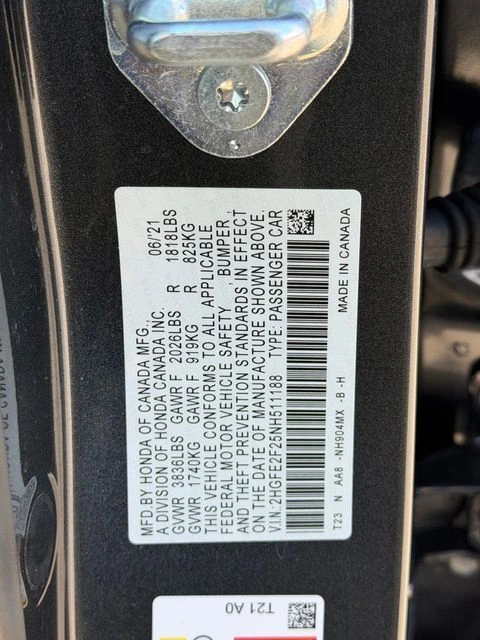 MFD.BY HONDA OF CANADA MFG. 06/'21
A DIVISION OF HONDA CANADA INC.
GVWR 3836LBS GAWR F 2026LBS R 1818LBS
GVWR 1740KG GAWR F 919KG R 825KG
THIS VEHICLE CONFORMS TO ALL APPLICABLE
FEDERAL MOTOR VEHICLE SAFETY , BUMPER,
AND THEFT PREVENTION STANDARDS IN EFFECT
ON THE DATE OF MANUFACTURE SHOWN ABOVE.
V.I.N.: 2HGFE2F25NH511188 TYPE: PASSENGER CAR
T23 N AA8 -NH904MX -B -H MADE IN CANADA
T21 A0